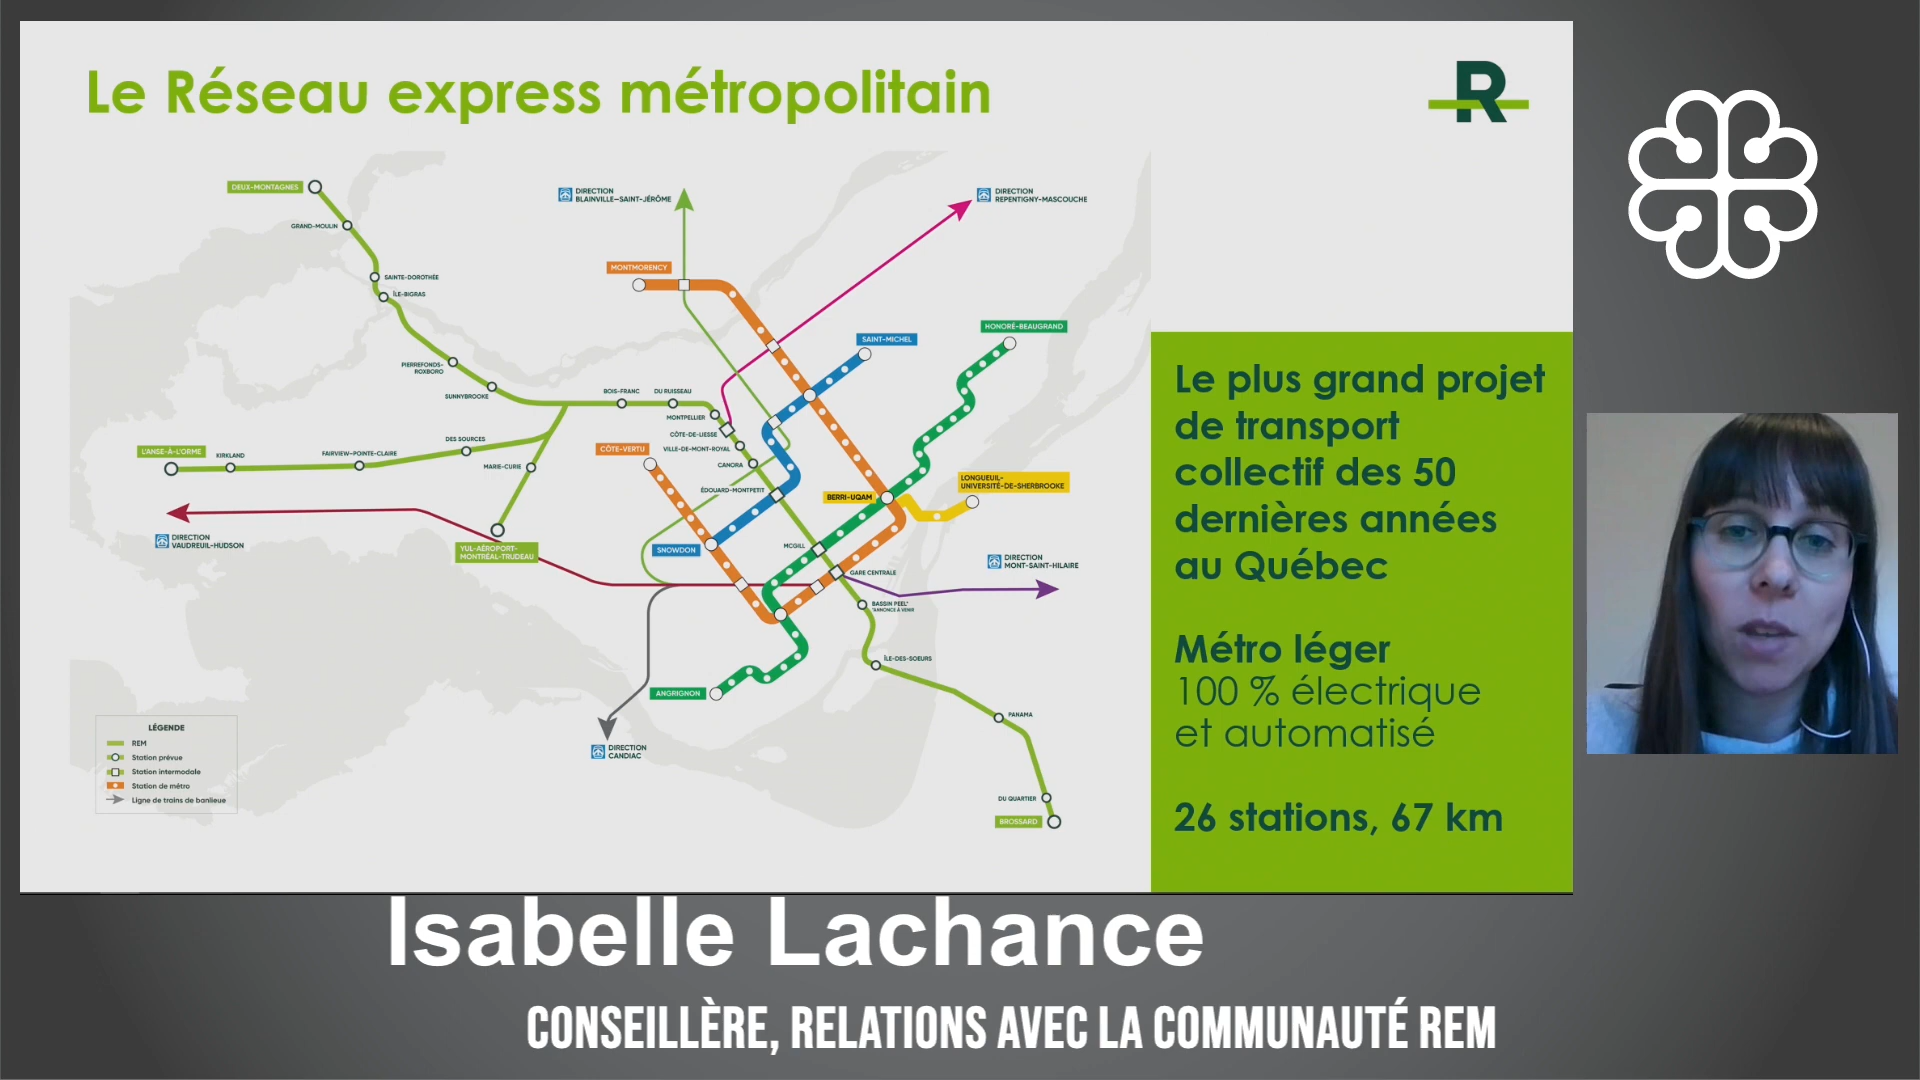 Le Réseau express métropolitain
R
DEUX-MONTAGNES
GRAND-MOULIN
SAINTE-DOROTHÉE
ÎLE-BIGRAS
PIERREFONDS-
ROXBORO
SUNNYBROOKE
BOIS-FRANC
DU RUISSEAU
MONTPELLIER
CÔTE-DE-LIESSE
VILLE-DE-MONT-ROYAL
CANORA
ÉDOUARD-MONTPETIT
MCGILL
GARE CENTRALE
BASSIN PEEL*
*ANNONCE À VENIR
ÎLE-DES-SOEURS
PANAMA
DU QUARTIER
BROSSARD
L'ANSE-À-L'ORME
KIRKLAND
FAIRVIEW-POINTE-CLAIRE
DES SOURCES
MARIE-CURIE
YUL-AÉROPORT-
MONTRÉAL-TRUDEAU
DIRECTION
BLAINVILLE–SAINT-JÉRÔME
DIRECTION
REPENTIGNY-MASCOUCHE
MONTMORENCY
SAINT-MICHEL
HONORÉ-BEAUGRAND
CÔTE-VERTU
BERRI-UQAM
LONGUEUIL-
UNIVERSITÉ-DE-SHERBROOKE
SNOWDON
DIRECTION
VAUDREUIL-HUDSON
DIRECTION
MONT-SAINT-HILAIRE
ANGRIGNON
DIRECTION
CANDIAC
LÉGENDE
REM
Station prévue
Station intermodale
Station de métro
Ligne de trains de banlieue
Le plus grand projet
de transport
collectif des 50
dernières années
au Québec
Métro léger
100 % électrique
et automatisé
26 stations, 67 km
Isabelle Lachance
CONSEILLÈRE, RELATIONS AVEC LA COMMUNAUTÉ REM